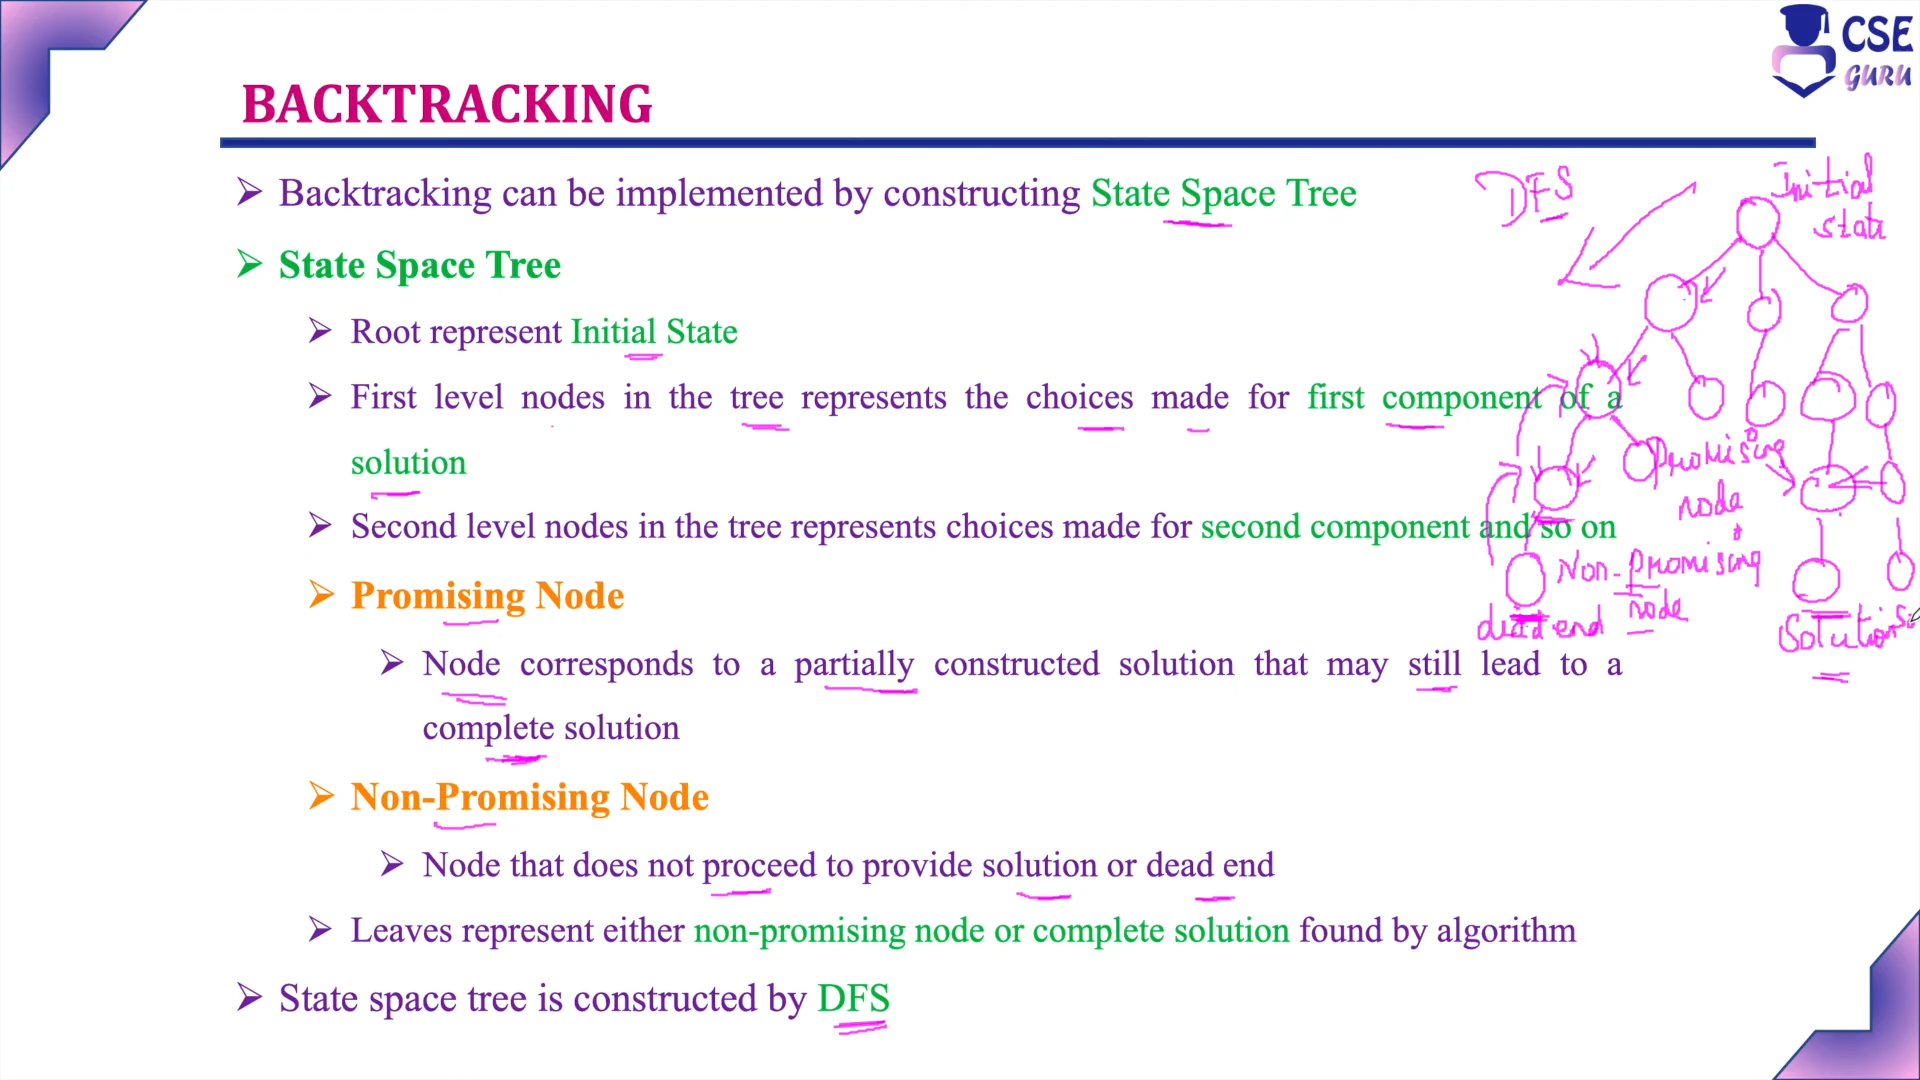 CSE
GURU
BACKTRACKING
Backtracking can be implemented by constructing State Space Tree
State Space Tree
Root represent Initial State
First level nodes in the tree represents the choices made for first component of a
solution
Second level nodes in the tree represents choices made for second component and so on
Promising Node
Node corresponds to a partially constructed solution that may still lead to a
complete solution
Non-Promising Node
Node that does not proceed to provide solution or dead end
Leaves represent either non-promising node or complete solution found by algorithm
State space tree is constructed by DFS
DFS
Initial
state
Promising
node
Non-promising
node
dead end
Solution